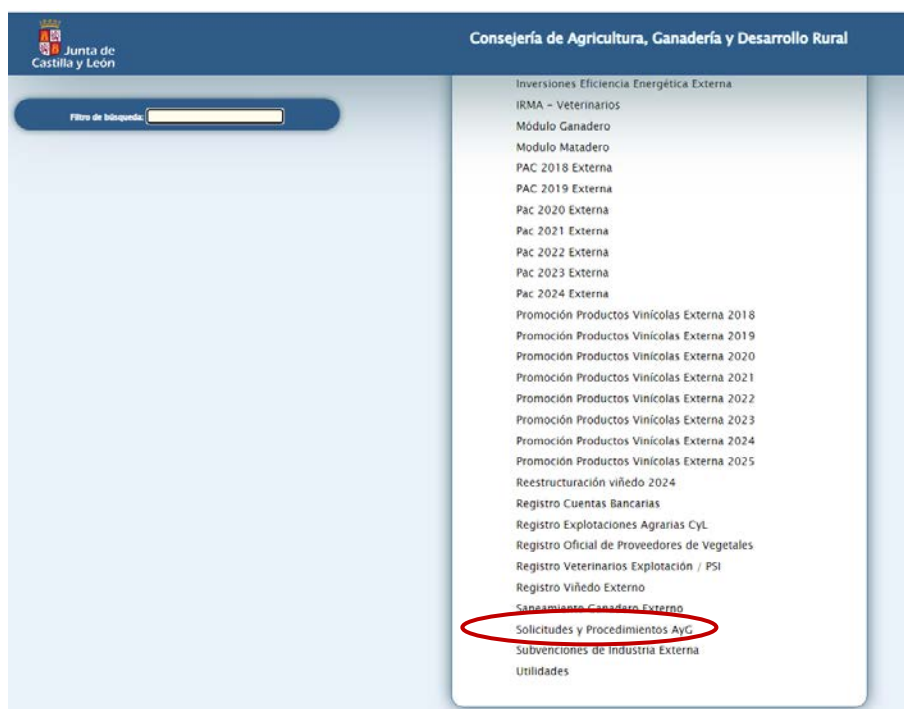 Junta de
Castilla y León
Consejería de Agricultura, Ganadería y Desarrollo Rural
Filtro de búsqueda:
Inversiones Eficiencia Energética Externa
IRMA - Veterinarios
Módulo Ganadero
Modulo Matadero
PAC 2018 Externa
PAC 2019 Externa
Pac 2020 Externa
Pac 2021 Externa
Pac 2022 Externa
Pac 2023 Externa
Pac 2024 Externa
Promoción Productos Vinícolas Externa 2018
Promoción Productos Vinícolas Externa 2019
Promoción Productos Vinícolas Externa 2020
Promoción Productos Vinícolas Externa 2021
Promoción Productos Vinícolas Externa 2022
Promoción Productos Vinícolas Externa 2023
Promoción Productos Vinícolas Externa 2024
Promoción Productos Vinícolas Externa 2025
Reestructuración viñedo 2024
Registro Cuentas Bancarias
Registro Explotaciones Agrarias CyL
Registro Oficial de Proveedores de Vegetales
Registro Veterinarios Explotación / PSI
Registro Viñedo Externo
Saneamiento Ganadero Externo
Solicitudes y Procedimientos AyG
Subvenciones de Industria Externa
Utilidades